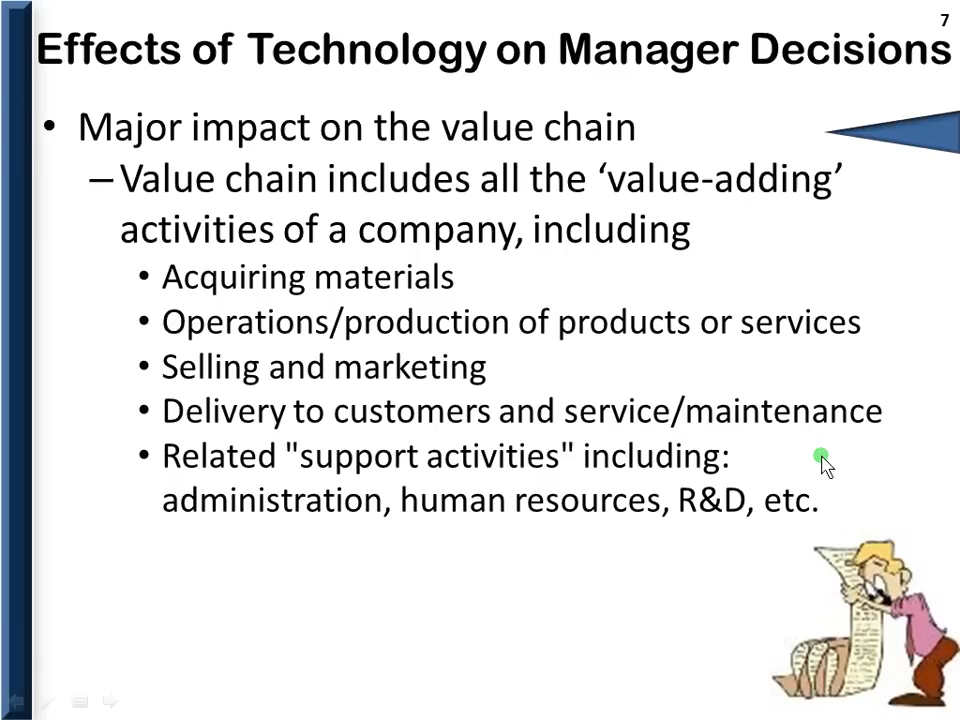 7
Effects of Technology on Manager Decisions
• Major impact on the value chain
– Value chain includes all the ‘value-adding’
activities of a company, including
• Acquiring materials
• Operations/production of products or services
• Selling and marketing
• Delivery to customers and service/maintenance
• Related "support activities" including:
administration, human resources, R&D, etc.